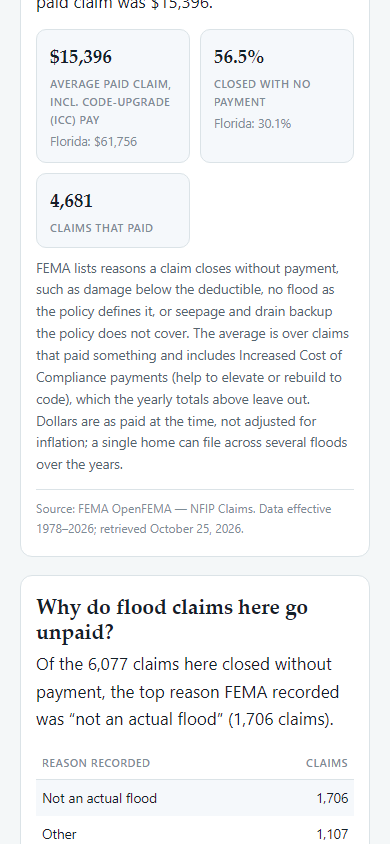 paid claim was $15,396.
$15,396
AVERAGE PAID CLAIM,
INCL. CODE-UPGRADE
(ICC) PAY
Florida: $61,756
56.5%
CLOSED WITH NO
PAYMENT
Florida: 30.1%
4,681
CLAIMS THAT PAID
FEMA lists reasons a claim closes without payment,
such as damage below the deductible, no flood as
the policy defines it, or seepage and drain backup
the policy does not cover. The average is over claims
that paid something and includes Increased Cost of
Compliance payments (help to elevate or rebuild to
code), which the yearly totals above leave out.
Dollars are as paid at the time, not adjusted for
inflation; a single home can file across several floods
over the years.
Source: FEMA OpenFEMA — NFIP Claims. Data effective
1978–2026; retrieved October 25, 2026.
Why do flood claims here go
unpaid?
Of the 6,077 claims here closed without
payment, the top reason FEMA recorded
was “not an actual flood” (1,706 claims).
REASON RECORDED CLAIMS
Not an actual flood 1,706
Other 1,107